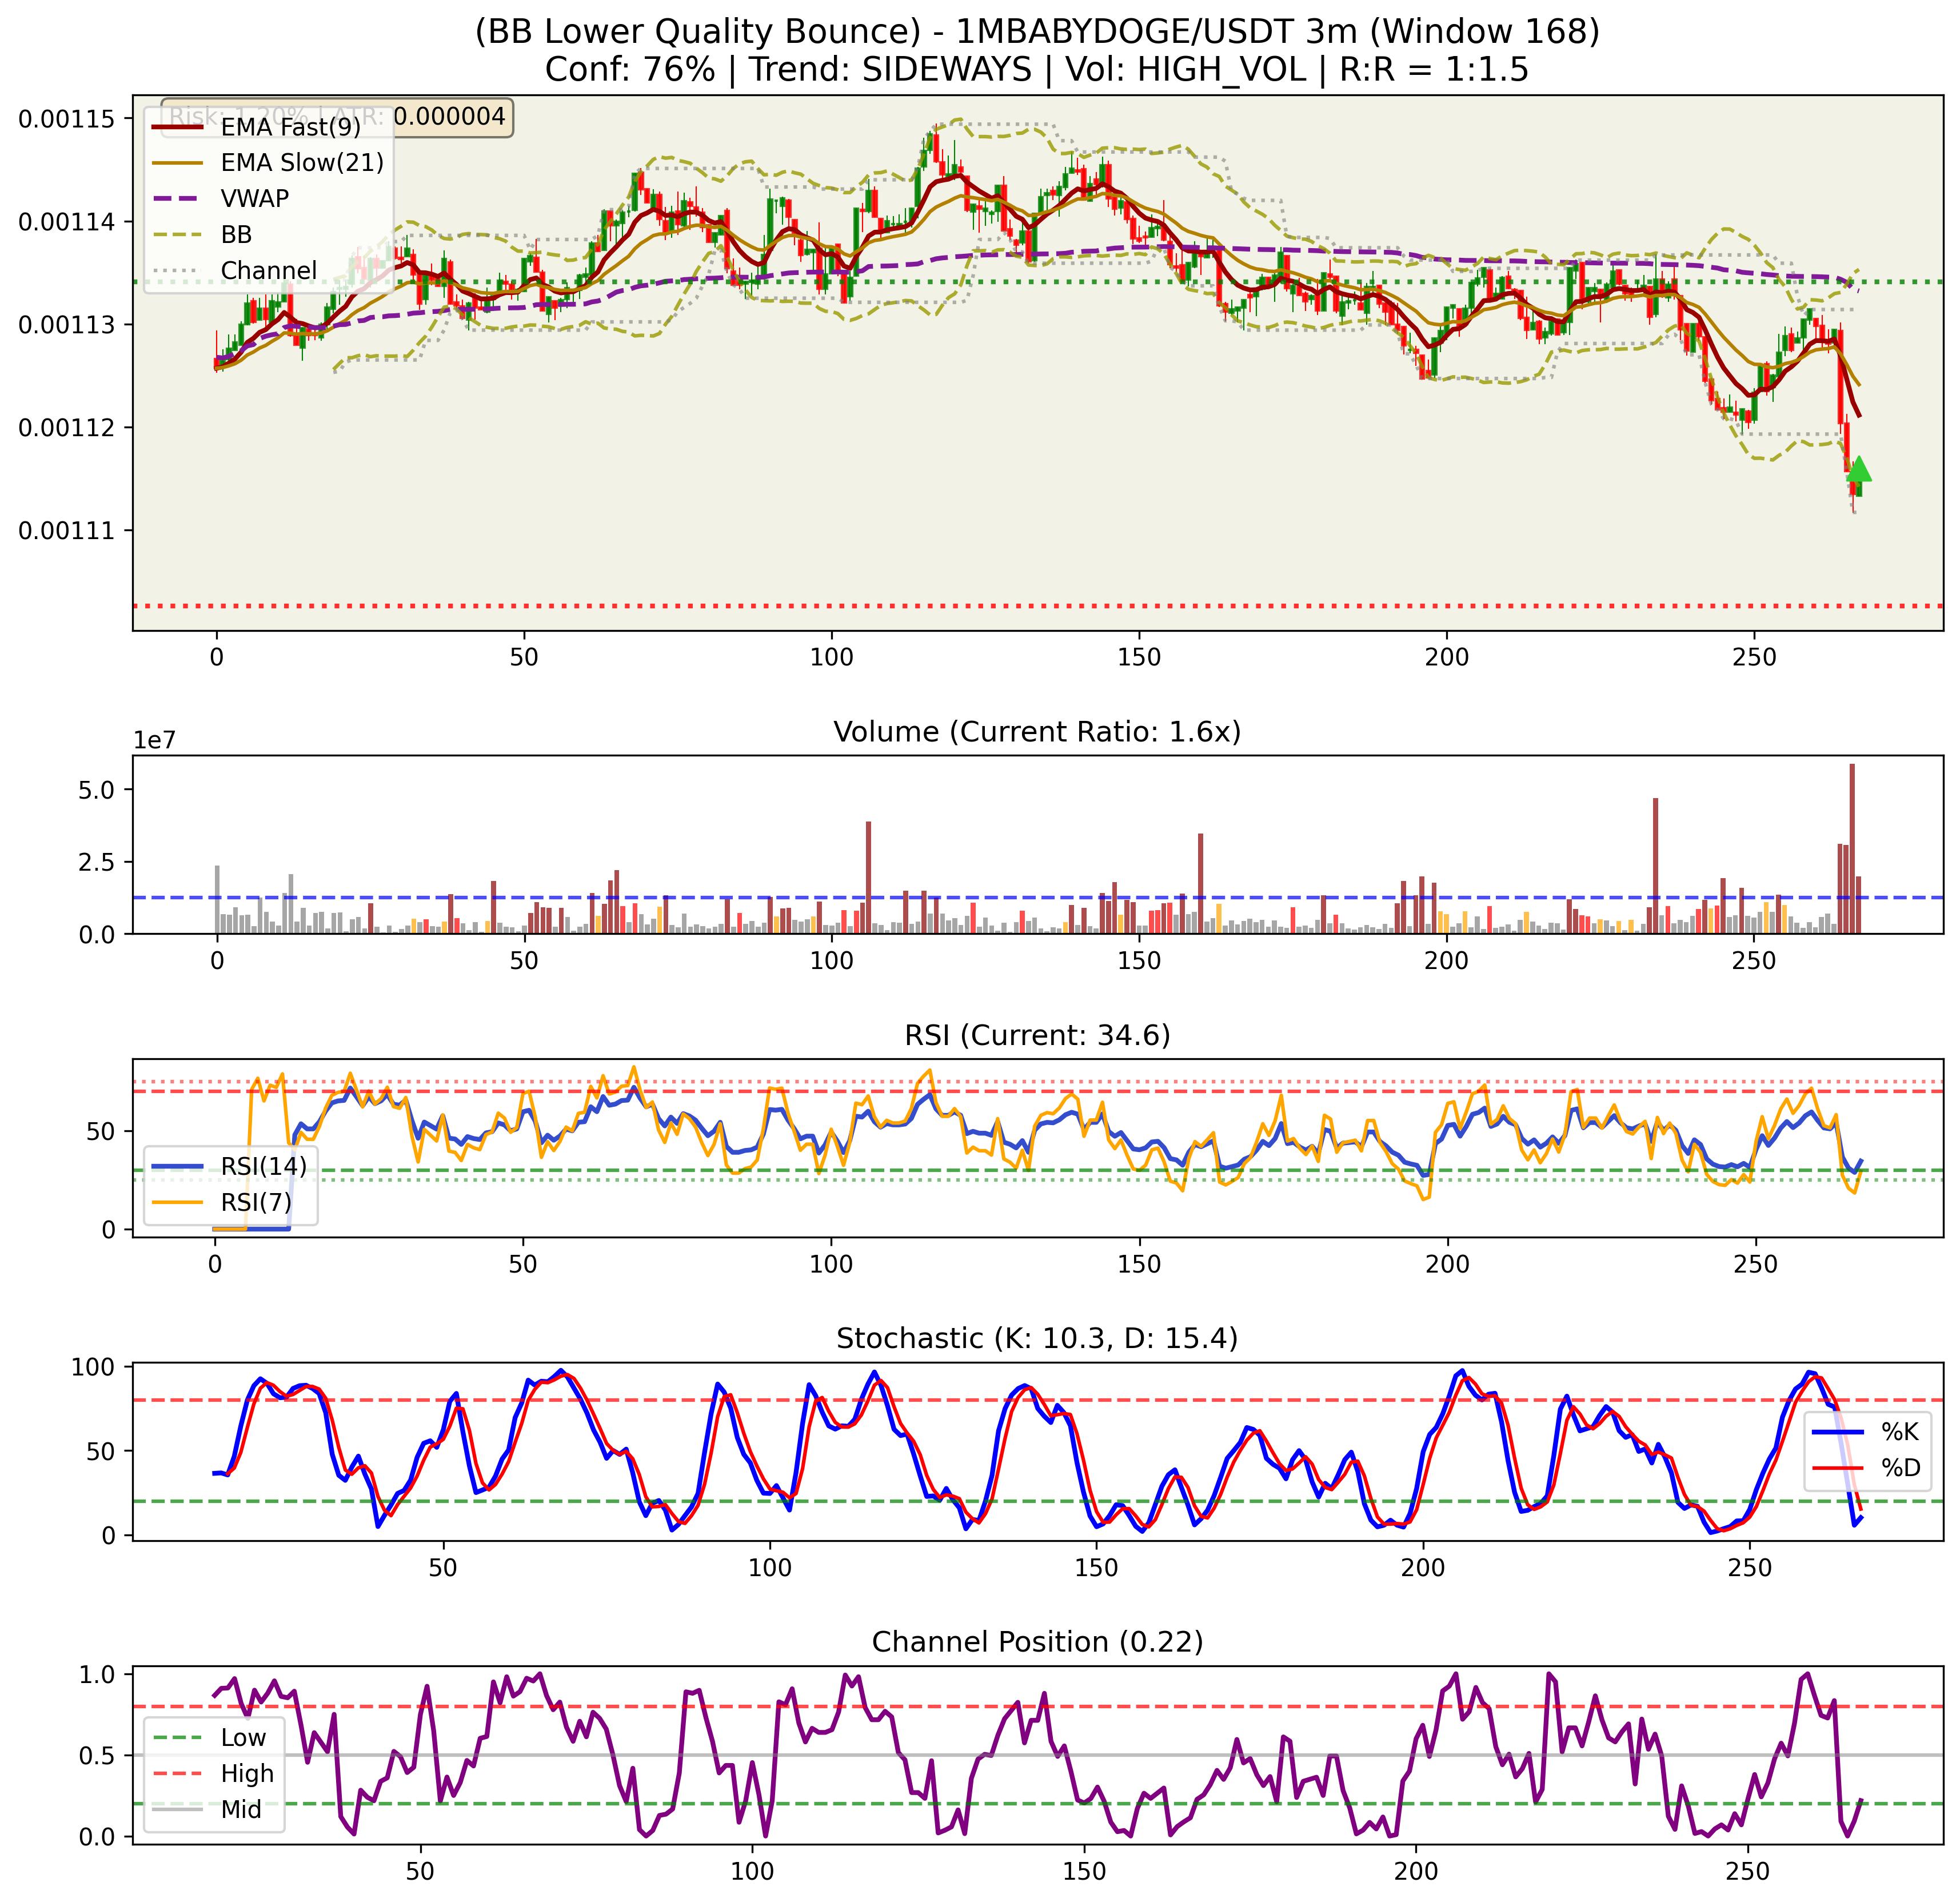 (BB Lower Quality Bounce) - 1MBABYDOGE/USDT 3m (Window 168)
Conf: 76% | Trend: SIDEWAYS | Vol: HIGH_VOL | R:R = 1:1.5
Risk: 1.20% | ATR: 0.000004
EMA Fast(9)
EMA Slow(21)
VWAP
BB
Channel
0.00115
0.00114
0.00113
0.00112
0.00111
0 50 100 150 200 250
Volume (Current Ratio: 1.6x)
1e7
5.0
2.5
0.0
0 50 100 150 200 250
RSI (Current: 34.6)
50
0
RSI(14)
RSI(7)
0 50 100 150 200 250
Stochastic (K: 10.3, D: 15.4)
100
50
0
%K
%D
50 100 150 200 250
Channel Position (0.22)
1.0
0.5
0.0
Low
High
Mid
50 100 150 200 250